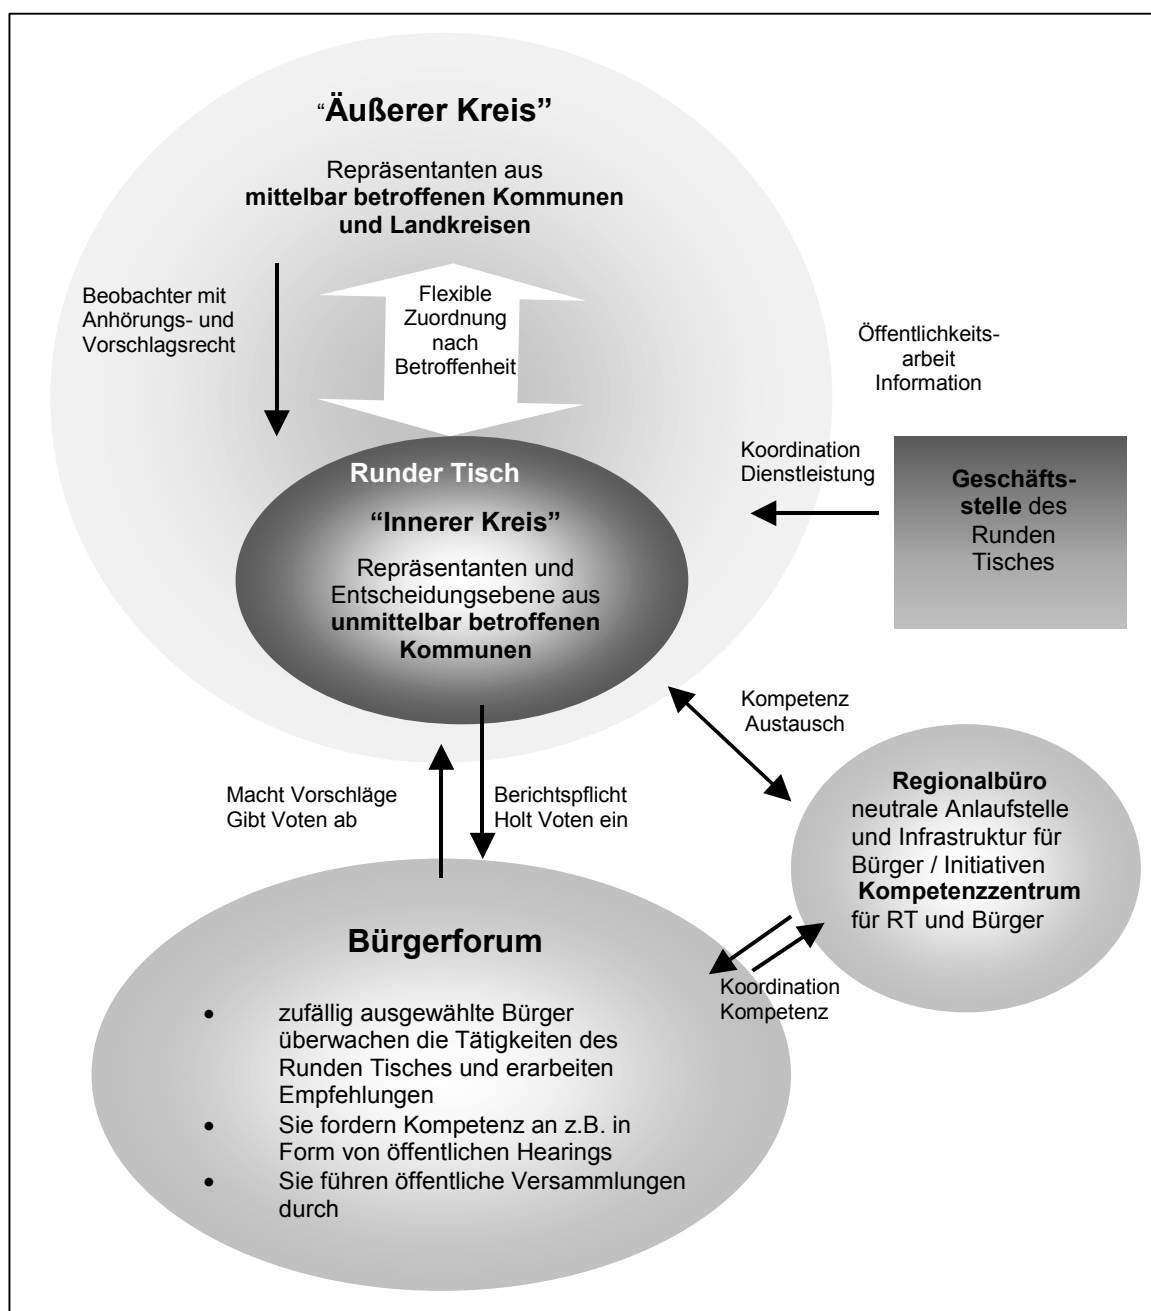 “Äußerer Kreis”
Repräsentanten aus
mittelbar betroffenen Kommunen
und Landkreisen
Beobachter mit
Anhörungs- und
Vorschlagsrecht
Flexible
Zuordnung
nach
Betroffenheit
Öffentlichkeits-
arbeit
Information
Koordination
Dienstleistung
Geschäfts-
stelle des
Runden
Tisches
Runder Tisch
“Innerer Kreis”
Repräsentanten und
Entscheidungsebene aus
unmittelbar betroffenen
Kommunen
Kompetenz
Austausch
Macht Vorschläge
Gibt Voten ab
Berichtspflicht
Holt Voten ein
Regionalbüro
neutrale Anlaufstelle
und Infrastruktur für
Bürger / Initiativen
Kompetenzzentrum
für RT und Bürger
Koordination
Kompetenz
Bürgerforum
• zufällig ausgewählte Bürger
überwachen die Tätigkeiten des
Runden Tisches und erarbeiten
Empfehlungen
• Sie fordern Kompetenz an z.B. in
Form von öffentlichen Hearings
• Sie führen öffentliche Versammlungen
durch